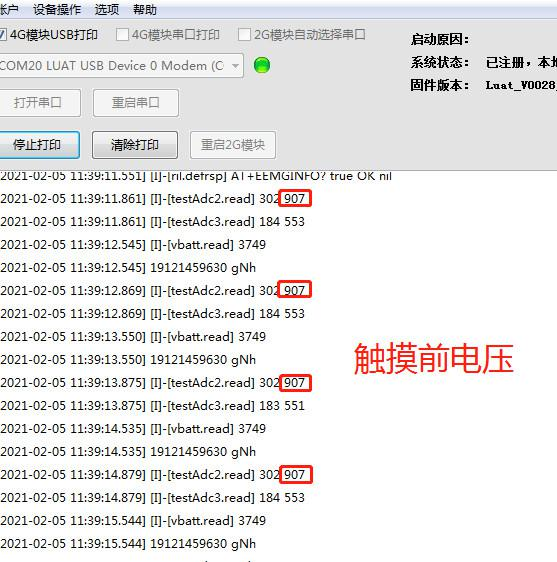 账户 设备操作 选项 帮助
4G模块USB打印 4G模块串口打印 2G模块自动选择串口
启动原因:
COM20 LUAT USB Device 0 Modem (C
系统状态: 已注册，本地
固件版本: Luat_V0028_
打开串口 重启串口
停止打印 清除打印 重启2G模块
2021-02-05 11:39:11.551] [I]-[ril.defrsp] AT+EEMGINFO? true OK nil
2021-02-05 11:39:11.861] [I]-[testAdc2.read] 302 907
2021-02-05 11:39:11.861] [I]-[testAdc3.read] 184 553
2021-02-05 11:39:12.545] [I]-[vbatt.read] 3749
2021-02-05 11:39:12.545] 19121459630 gNh
2021-02-05 11:39:12.869] [I]-[testAdc2.read] 302 907
2021-02-05 11:39:12.869] [I]-[testAdc3.read] 184 553
2021-02-05 11:39:13.550] [I]-[vbatt.read] 3749
2021-02-05 11:39:13.550] 19121459630 gNh
触摸前电压
2021-02-05 11:39:13.875] [I]-[testAdc2.read] 302 907
2021-02-05 11:39:13.875] [I]-[testAdc3.read] 183 551
2021-02-05 11:39:14.535] [I]-[vbatt.read] 3749
2021-02-05 11:39:14.535] 19121459630 gNh
2021-02-05 11:39:14.879] [I]-[testAdc2.read] 302 907
2021-02-05 11:39:14.879] [I]-[testAdc3.read] 184 553
2021-02-05 11:39:15.544] [I]-[vbatt.read] 3749
2021-02-05 11:39:15.544] 19121459630 gNh